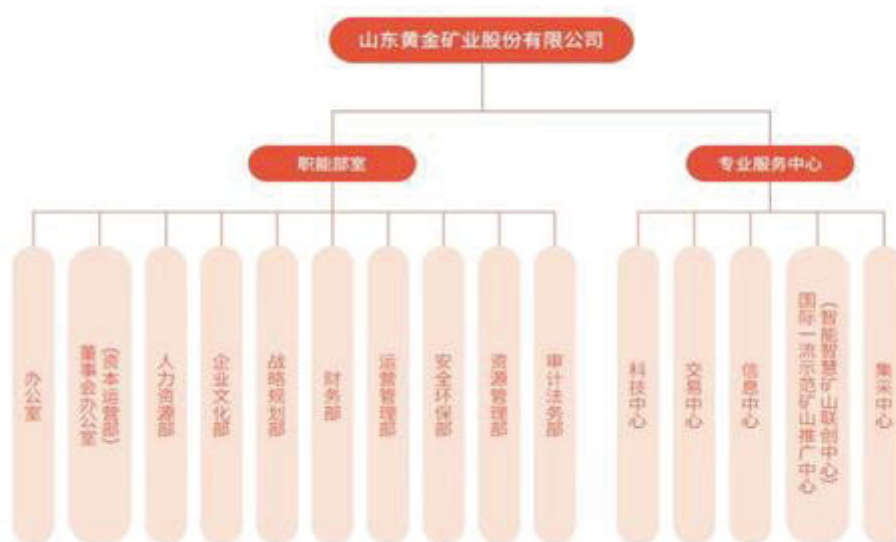 山东黄金矿业股份有限公司
职能部室
专业服务中心
办公室
董事会办公室
（资本运营部）
人力资源部
企业文化部
战略规划部
财务部
运营管理部
安全环保部
资源管理部
审计法务部
科技中心
交易中心
信息中心
国际一流示范矿山推广中心
（智能智慧矿山联创中心）
集采中心